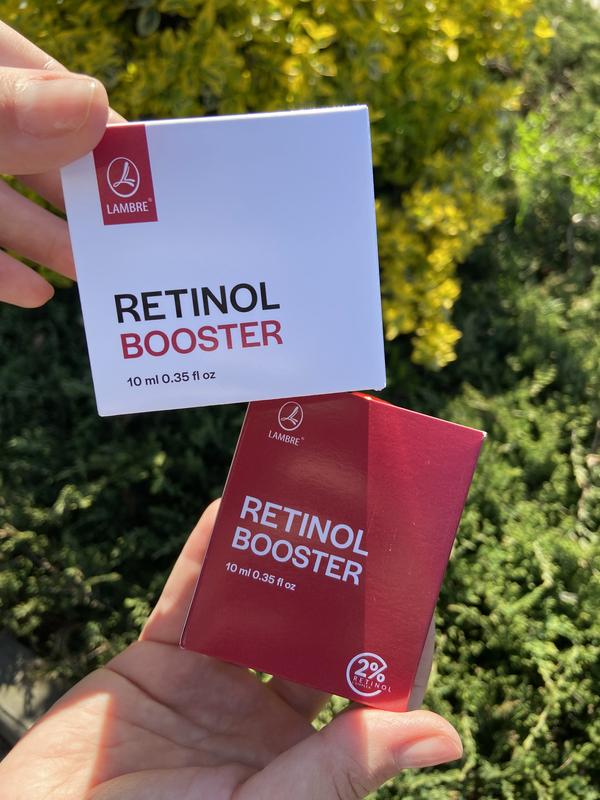 LAMBRE®
RETINOL
BOOSTER
10 ml 0.35 fl oz
LAMBRE®
RETINOL
BOOSTER
10 ml 0.35 fl oz
2%
RETINOL